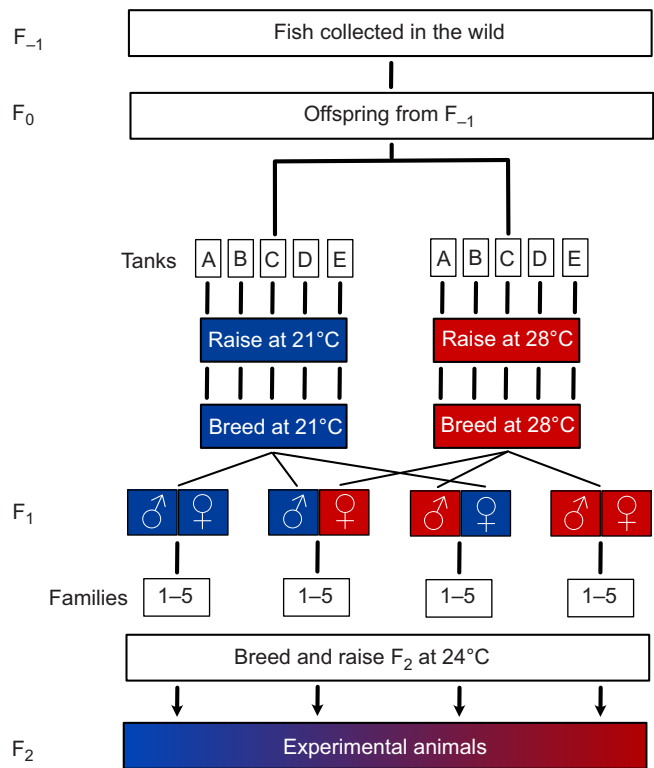 F₋₁ Fish collected in the wild
F₀ Offspring from F₋₁
Tanks A B C D E A B C D E
Raise at 21°C Raise at 28°C
Breed at 21°C Breed at 28°C
F₁ ♂ ♀ ♂ ♀ ♂ ♀ ♂ ♀
Families 1–5 1–5 1–5 1–5
Breed and raise F₂ at 24°C
F₂ Experimental animals